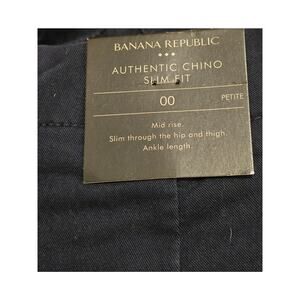 BANANA REPUBLIC
AUTHENTIC CHINO
SLIM FIT
00 PETITE
Mid rise.
Slim through the hip and thigh.
Ankle length.